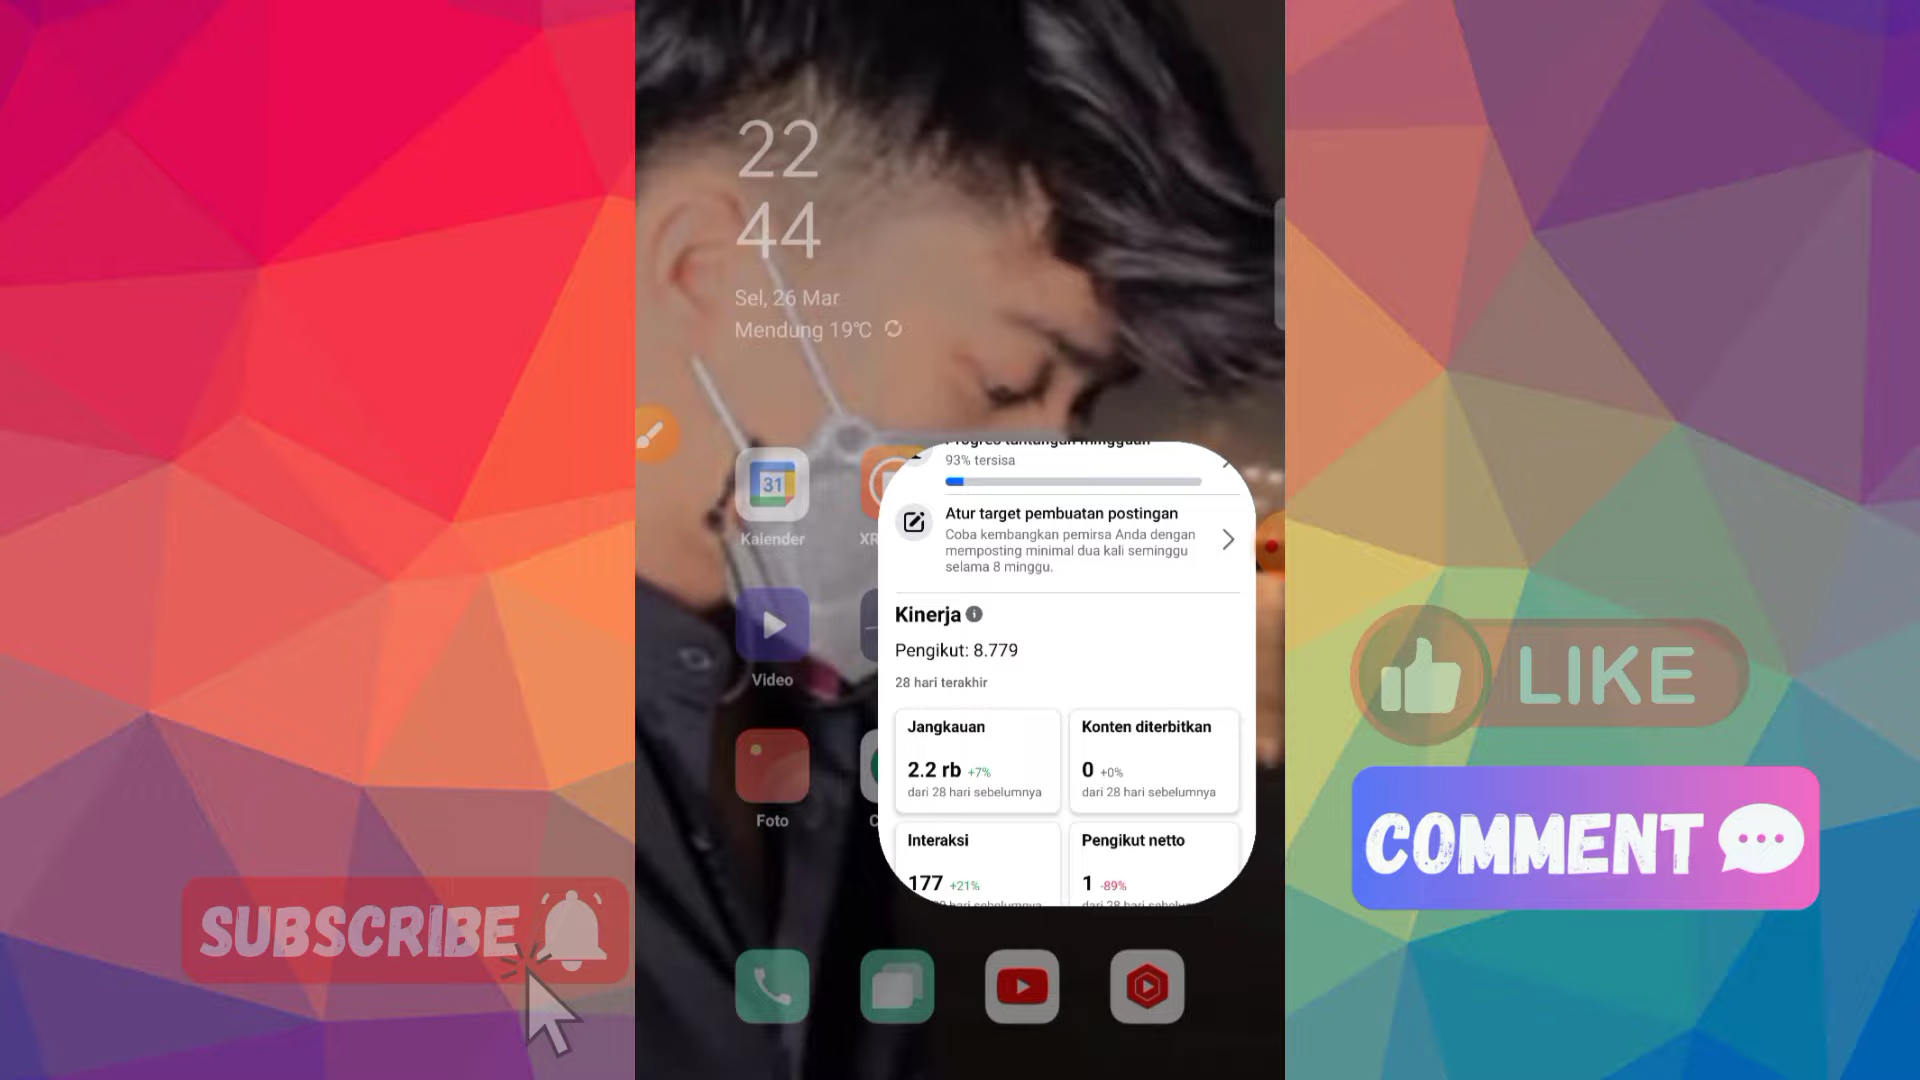 22
44
Sel, 26 Mar
Mendung 19°C
31
Kalender
XR
Video
Foto
Progres tantangan mingguan
93% tersisa
Atur target pembuatan postingan
Coba kembangkan pemirsa Anda dengan
memposting minimal dua kali seminggu
selama 8 minggu.
Kinerja
Pengikut: 8.779
28 hari terakhir
Jangkauan
2.2 rb +7%
dari 28 hari sebelumnya
Konten diterbitkan
0 +0%
dari 28 hari sebelumnya
Interaksi
177 +21%
Pengikut netto
1 -89%
dari 28 hari sebelumnya
SUBSCRIBE
LIKE
COMMENT